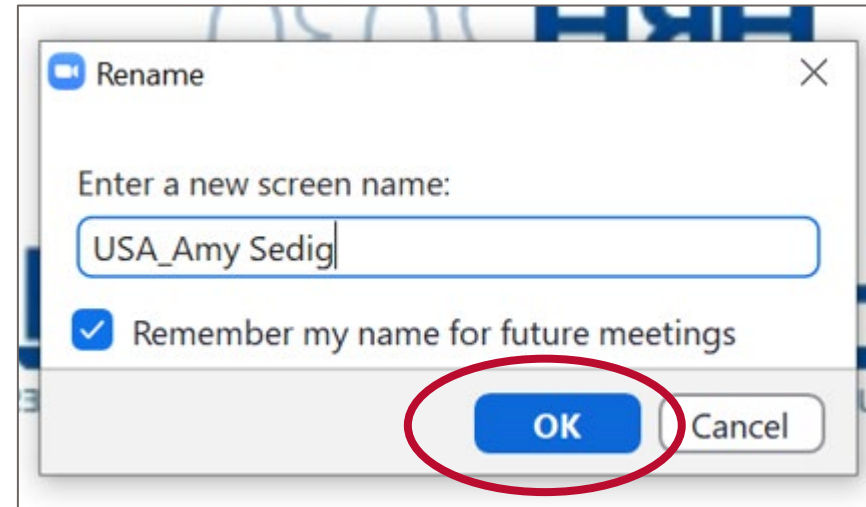 Rename
Enter a new screen name:
USA_Amy Sedig
Remember my name for future meetings
OK Cancel